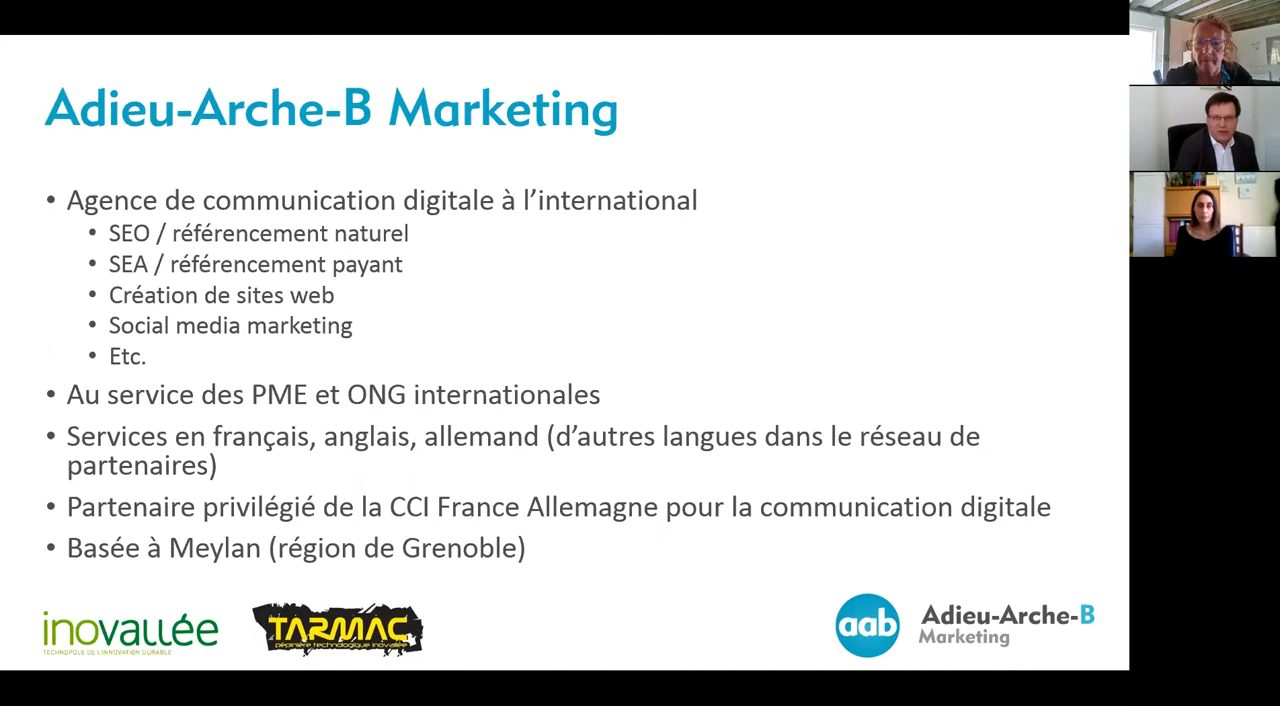 Adieu-Arche-B Marketing
• Agence de communication digitale à l’international
• SEO / référencement naturel
• SEA / référencement payant
• Création de sites web
• Social media marketing
• Etc.
• Au service des PME et ONG internationales
• Services en français, anglais, allemand (d’autres langues dans le réseau de
partenaires)
• Partenaire privilégié de la CCI France Allemagne pour la communication digitale
• Basée à Meylan (région de Grenoble)
inovallée
TECHNOPOLE DE L'INNOVATION DURABLE
TARMAC
pépinière technologique inovallée
aab
Adieu-Arche-B
Marketing